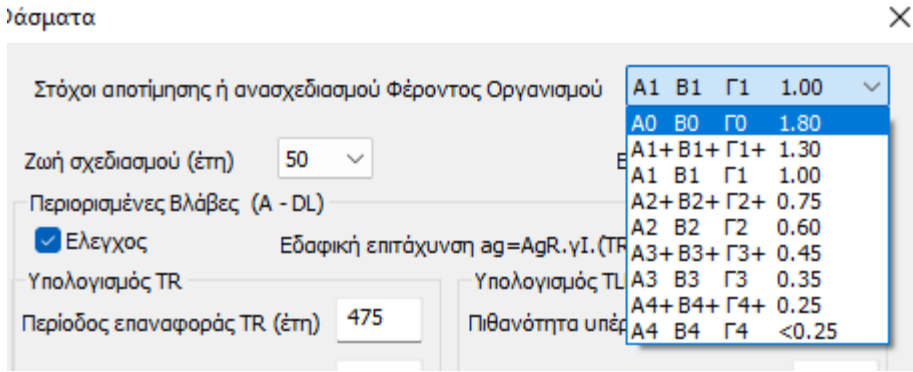 Φάσματα
Στόχοι αποτίμησης ή ανασχεδιασμού Φέροντος Οργανισμού
A1 B1 Γ1 1.00
A0 B0 Γ0 1.80
A1+ B1+ Γ1+ 1.30
A1 B1 Γ1 1.00
A2+ B2+ Γ2+ 0.75
A2 B2 Γ2 0.60
A3+ B3+ Γ3+ 0.45
A3 B3 Γ3 0.35
A4+ B4+ Γ4+ 0.25
A4 B4 Γ4 <0.25
Ζωή σχεδιασμού (έτη) 50
Περιορισμένες Βλάβες (A - DL)
Ελεγχος Εδαφική επιτάχυνση ag=AgR.γI.(TR
Υπολογισμός TR
Υπολογισμός
Περίοδος επαναφοράς TR (έτη) 475
Πιθανότητα